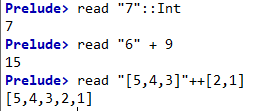 Prelude> read "7"::Int
7
Prelude> read "6" + 9
15
Prelude> read "[5,4,3]"++[2,1]
[5,4,3,2,1]